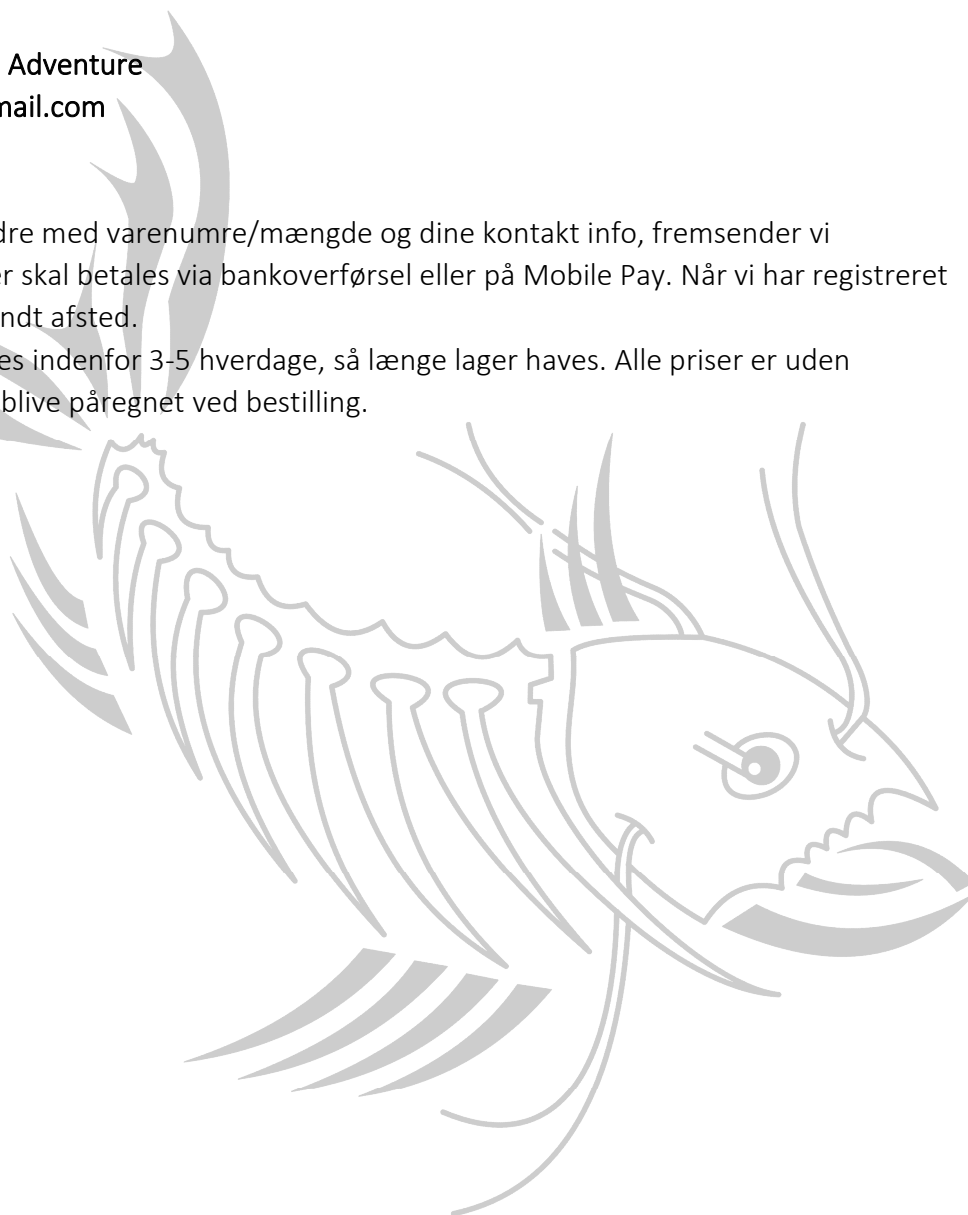 Adventure
mail.com
dre med varenumre/mængde og dine kontakt info, fremsender vi
er skal betales via bankoverførsel eller på Mobile Pay. Når vi har registreret
ndt afsted.
es indenfor 3-5 hverdage, så længe lager haves. Alle priser er uden
blive påregnet ved bestilling.